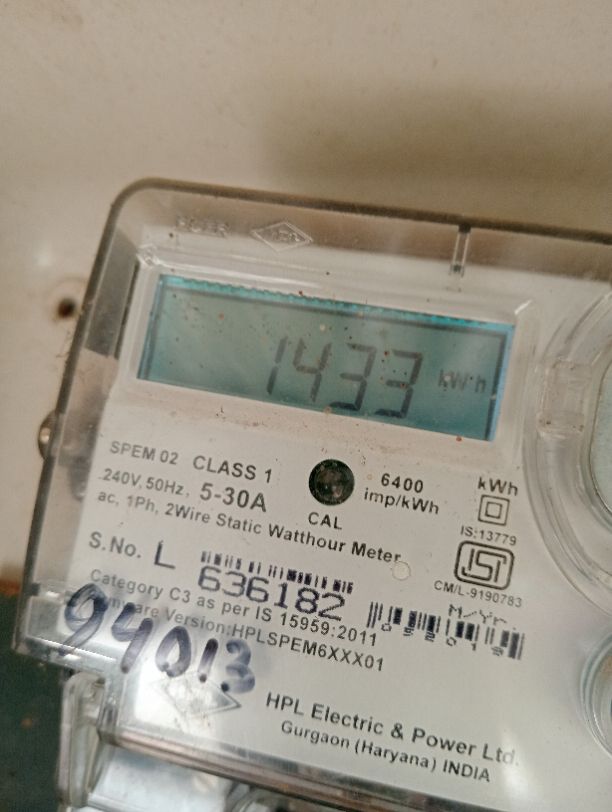 1433 kWh
SPEM 02 CLASS 1
240V, 50Hz, 5-30A
ac, 1Ph, 2Wire Static Watthour Meter
CAL
6400
imp/kWh
kWh
IS:13779
ISI
CM/L-9190783
S.No. L 636182
M/Yr.
Category C3 as per IS 15959:2011
Version:HPLSPEM6XXX01
94013
HPL Electric & Power Ltd.
Gurgaon (Haryana) INDIA